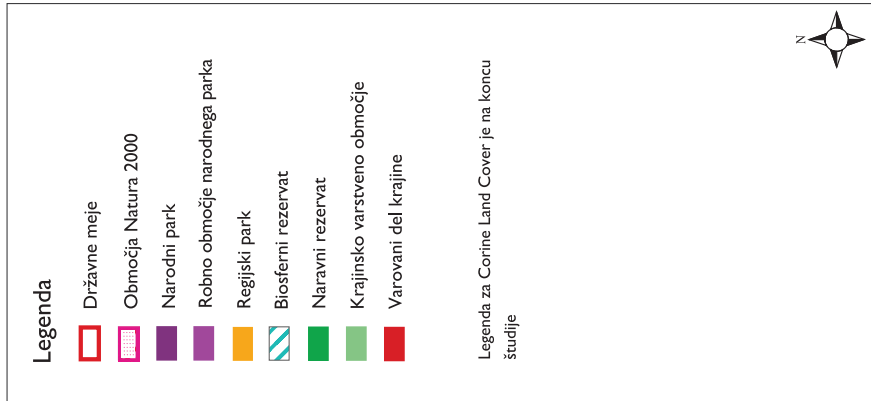 Legenda
Državne meje
Območja Natura 2000
Narodni park
Robno območje narodnega parka
Regijski park
Biosferni rezervat
Naravni rezervat
Krajinsko varstveno območje
Varovani del krajine
Legenda za Corine Land Cover je na koncu
študije
N